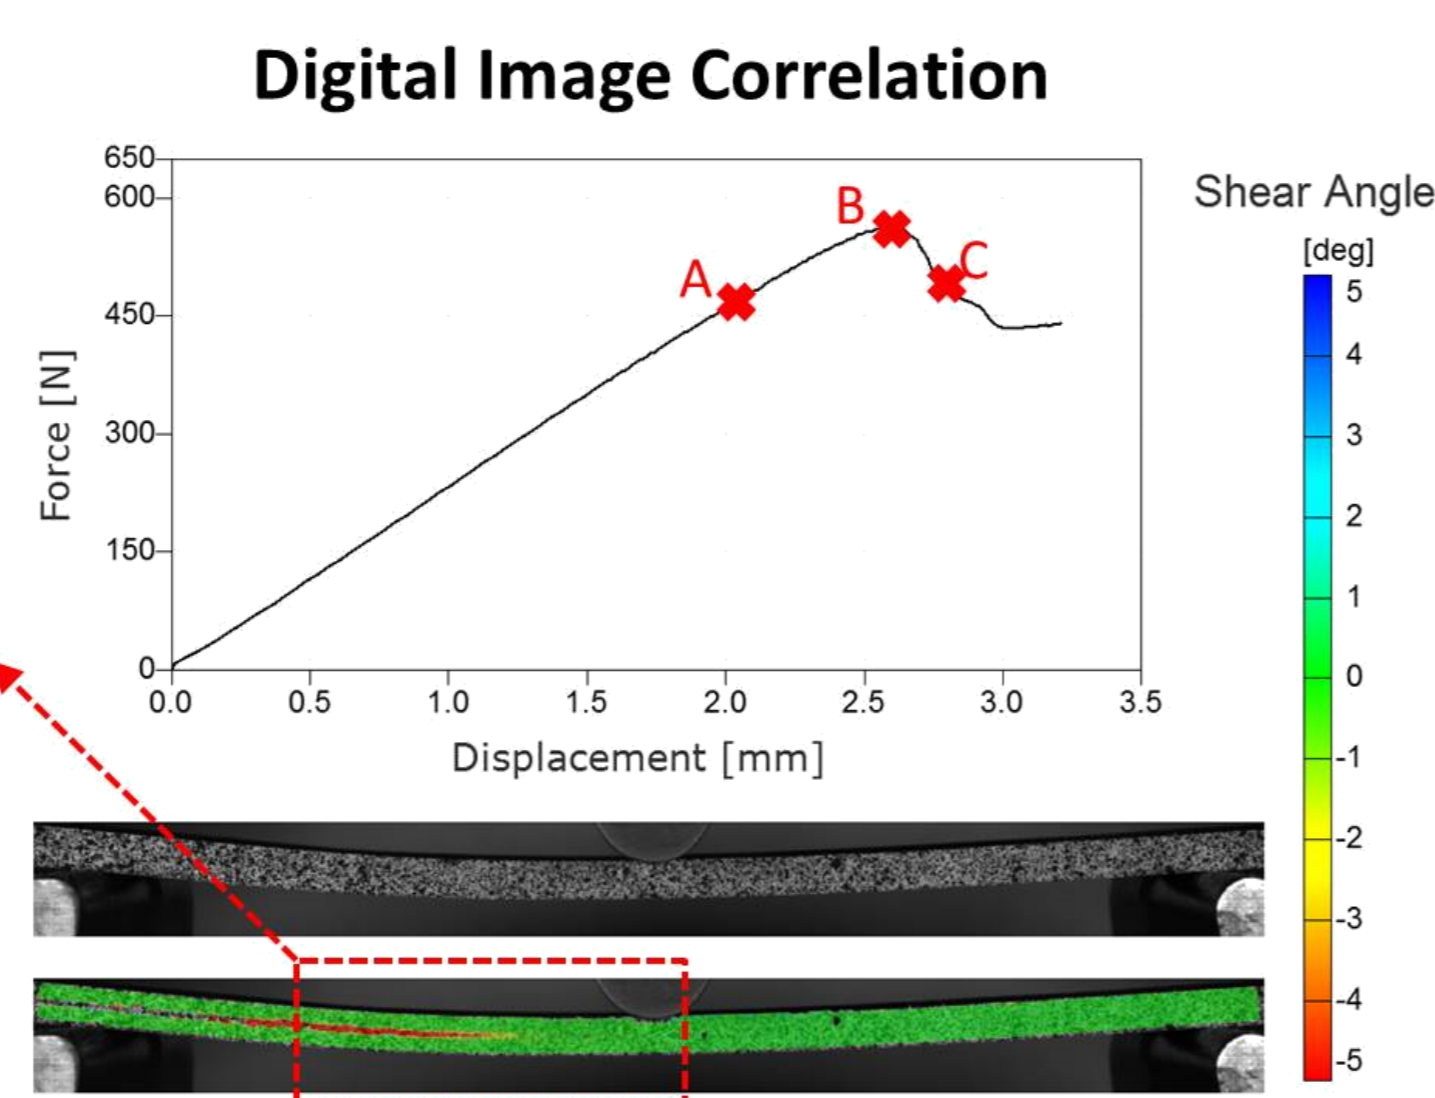 Digital Image Correlation
650
600
450
300
150
0
Force [N]
A
B
C
0.0 0.5 1.0 1.5 2.0 2.5 3.0 3.5
Displacement [mm]
Shear Angle
[deg]
5
4
3
2
1
0
-1
-2
-3
-4
-5